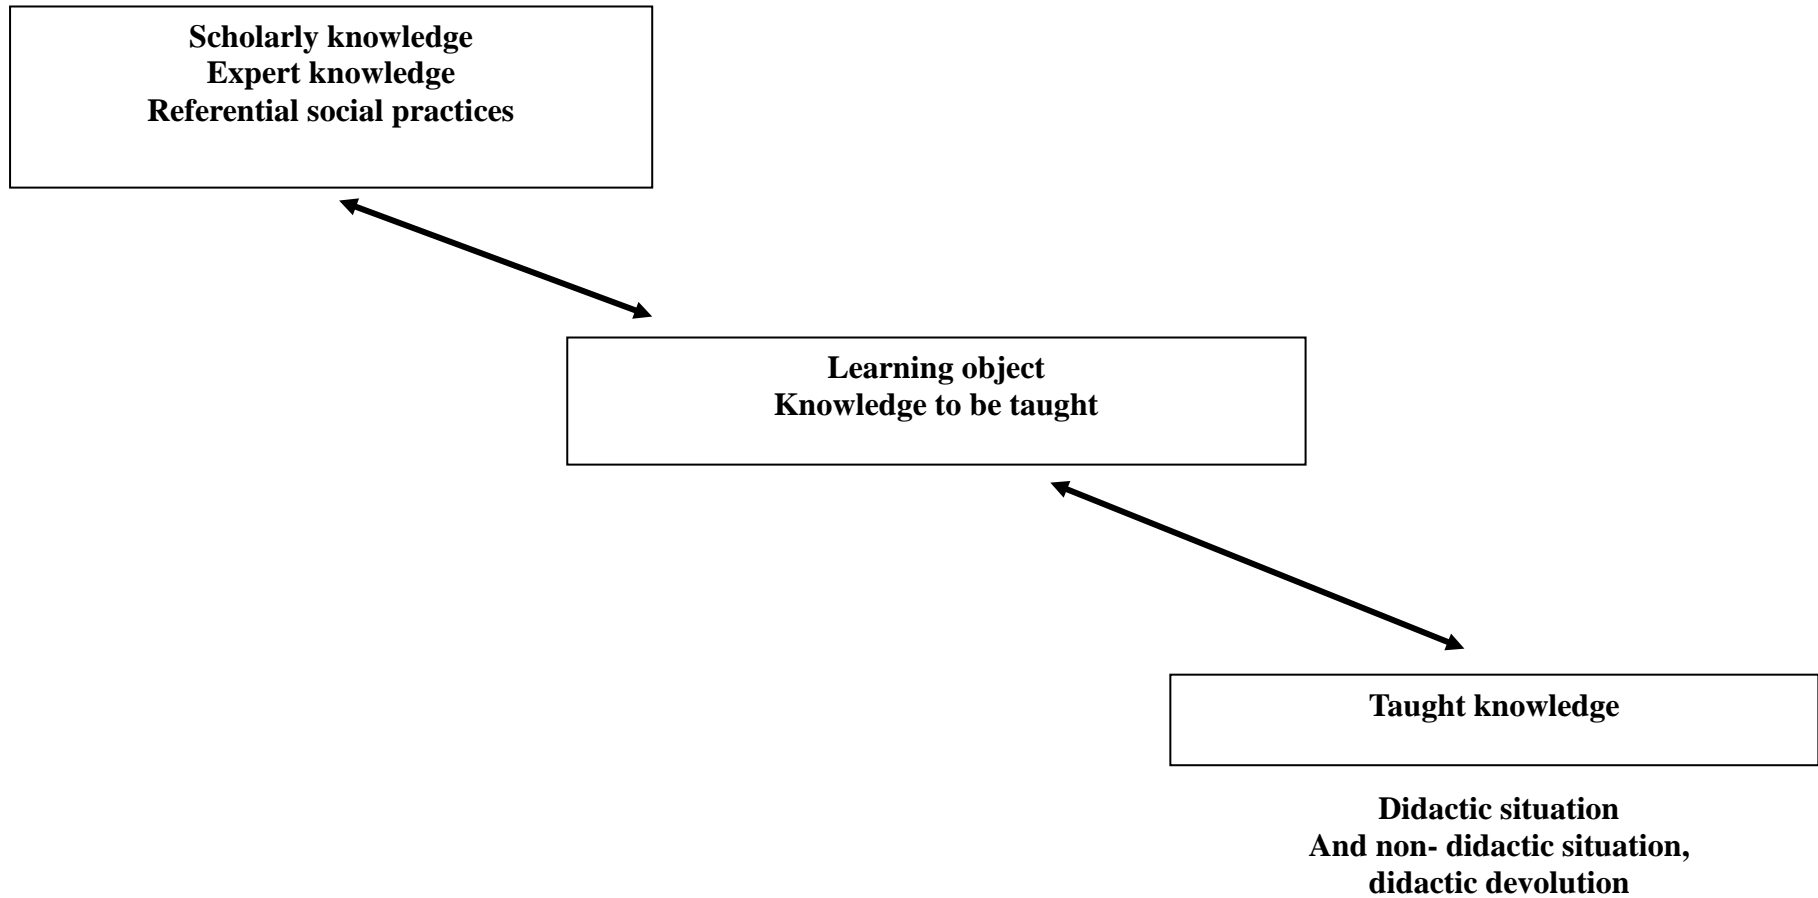 Scholarly knowledge
Expert knowledge
Referential social practices
Learning object
Knowledge to be taught
Taught knowledge
Didactic situation
And non- didactic situation,
didactic devolution